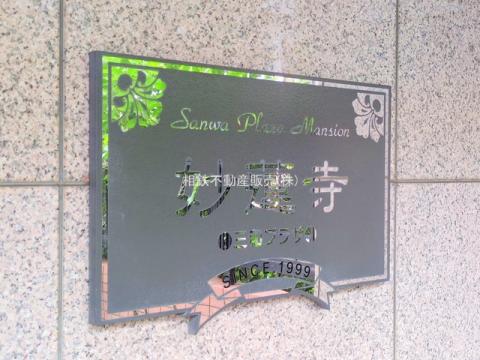 Sanwa Plaza Mansion
妙蓮寺
相鉄不動産販売(株)
三和プラザ
SINCE 1999